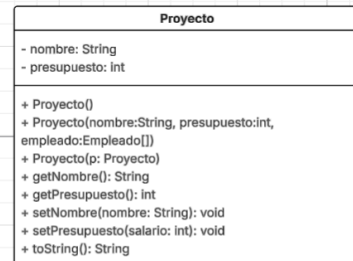 Proyecto
- nombre: String
- presupuesto: int
+ Proyecto()
+ Proyecto(nombre:String, presupuesto:int,
empleado:Empleado[])
+ Proyecto(p: Proyecto)
+ getNombre(): String
+ getPresupuesto(): int
+ setNombre(nombre: String): void
+ setPresupuesto(salario: int): void
+ toString(): String